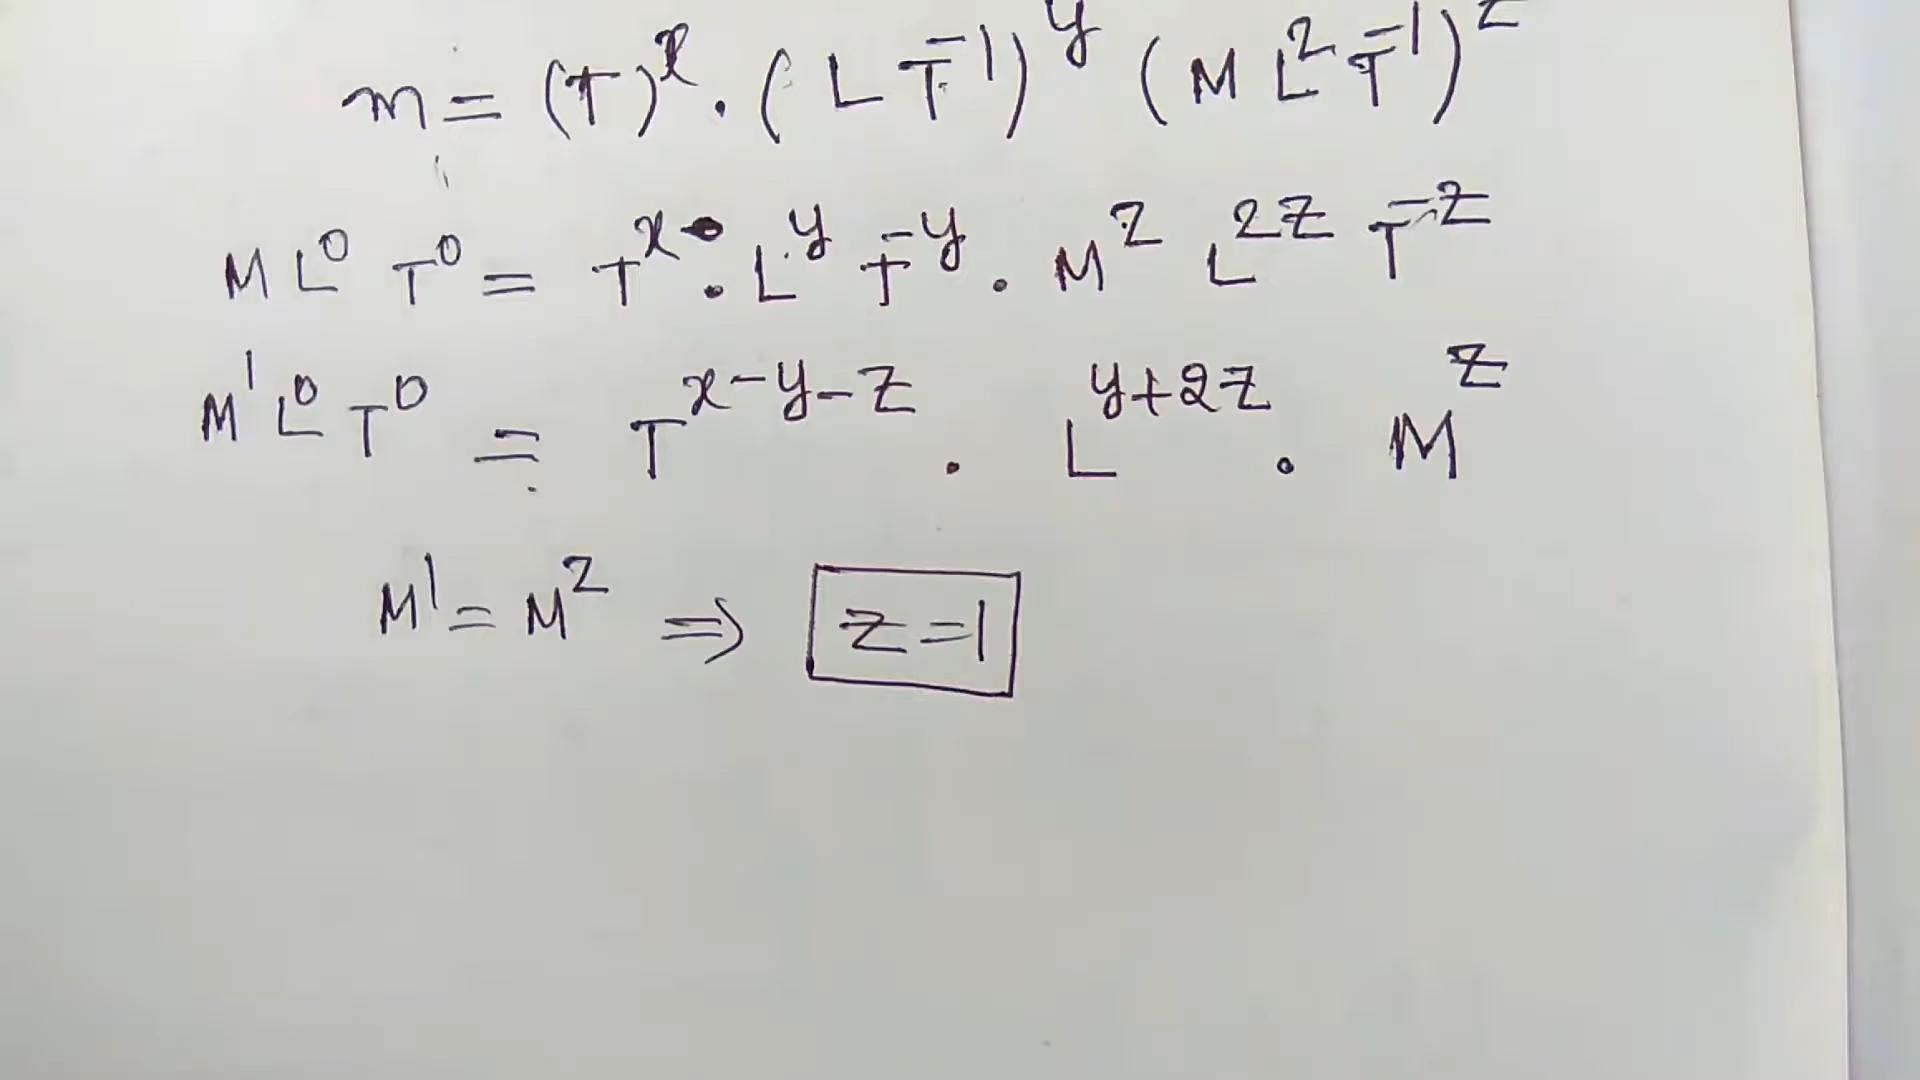 m = (T)^x . (L T^-1)^y (M L^2 T^-1)^z
M L^0 T^0 = T^x . L^y T^-y . M^z L^2z T^-z
M^1 L^0 T^0 = T^x-y-z . L^y+2z . M^z
M^1 = M^z ⇒ z=1